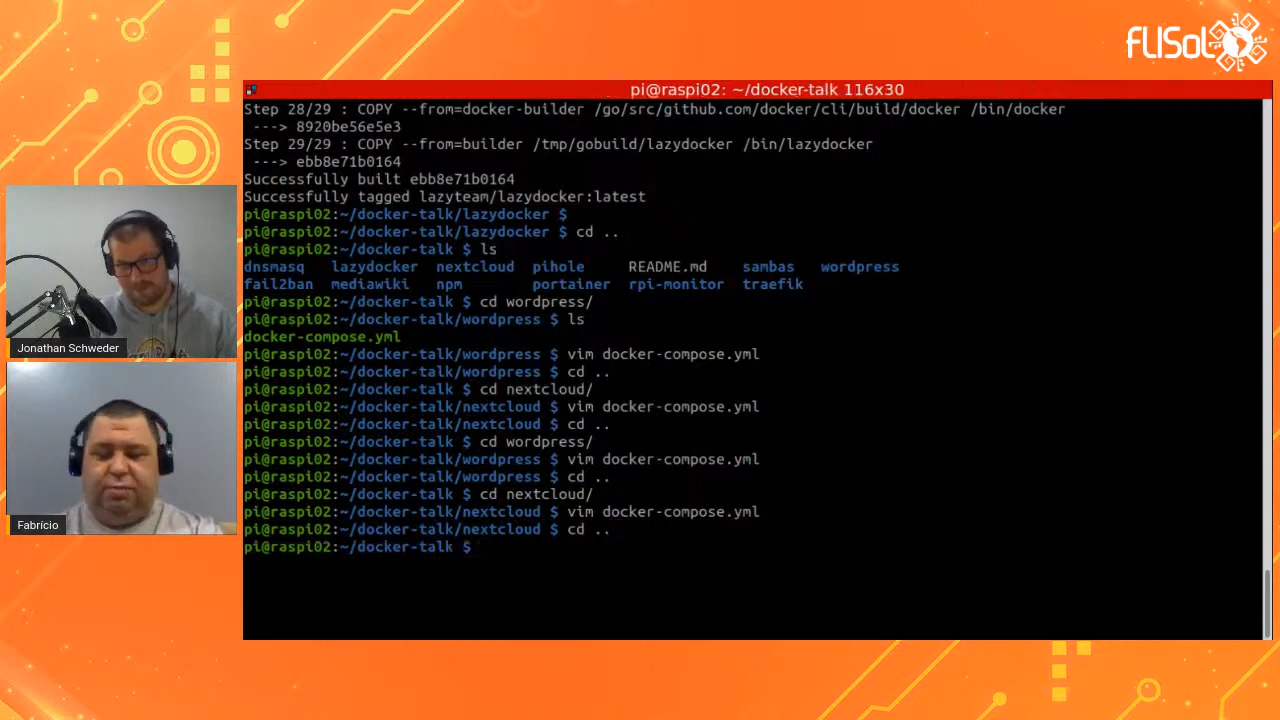 FLISoL
pi@raspi02: ~/docker-talk 116x30
Step 28/29 : COPY --from=docker-builder /go/src/github.com/docker/cli/build/docker /bin/docker
 ---> 8920be56e5e3
Step 29/29 : COPY --from=builder /tmp/gobuild/lazydocker /bin/lazydocker
 ---> ebb8e71b0164
Successfully built ebb8e71b0164
Successfully tagged lazyteam/lazydocker:latest
pi@raspi02:~/docker-talk/lazydocker $
pi@raspi02:~/docker-talk/lazydocker $ cd ..
pi@raspi02:~/docker-talk $ ls
dnsmasq lazydocker nextcloud pihole README.md sambas wordpress
fail2ban mediawiki npm portainer rpi-monitor traefik
pi@raspi02:~/docker-talk $ cd wordpress/
pi@raspi02:~/docker-talk/wordpress $ ls
docker-compose.yml
pi@raspi02:~/docker-talk/wordpress $ vim docker-compose.yml
pi@raspi02:~/docker-talk/wordpress $ cd ..
pi@raspi02:~/docker-talk $ cd nextcloud/
pi@raspi02:~/docker-talk/nextcloud $ vim docker-compose.yml
pi@raspi02:~/docker-talk/nextcloud $ cd ..
pi@raspi02:~/docker-talk $ cd wordpress/
pi@raspi02:~/docker-talk/wordpress $ vim docker-compose.yml
pi@raspi02:~/docker-talk/wordpress $ cd ..
pi@raspi02:~/docker-talk $ cd nextcloud/
pi@raspi02:~/docker-talk/nextcloud $ vim docker-compose.yml
pi@raspi02:~/docker-talk/nextcloud $ cd ..
pi@raspi02:~/docker-talk $
Jonathan Schweder
Fabrício